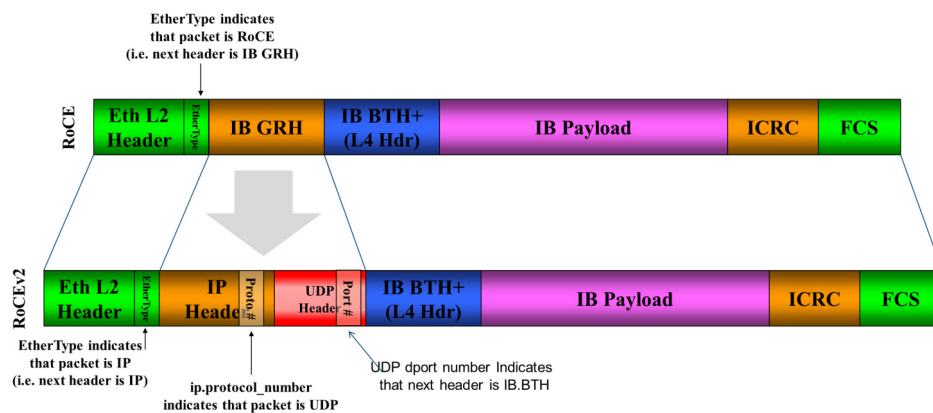 EtherType indicates
that packet is RoCE
(i.e. next header is IB GRH)
RoCE
Eth L2
Header
EtherType
IB GRH
IB BTH+
(L4 Hdr)
IB Payload
ICRC
FCS
RoCEv2
Eth L2
Header
EtherType
IP
Header
Proto #
UDP
Header
Port #
IB BTH+
(L4 Hdr)
IB Payload
ICRC
FCS
EtherType indicates
that packet is IP
(i.e. next header is IP)
ip.protocol_number
indicates that packet is UDP
UDP dport number Indicates
that next header is IB.BTH